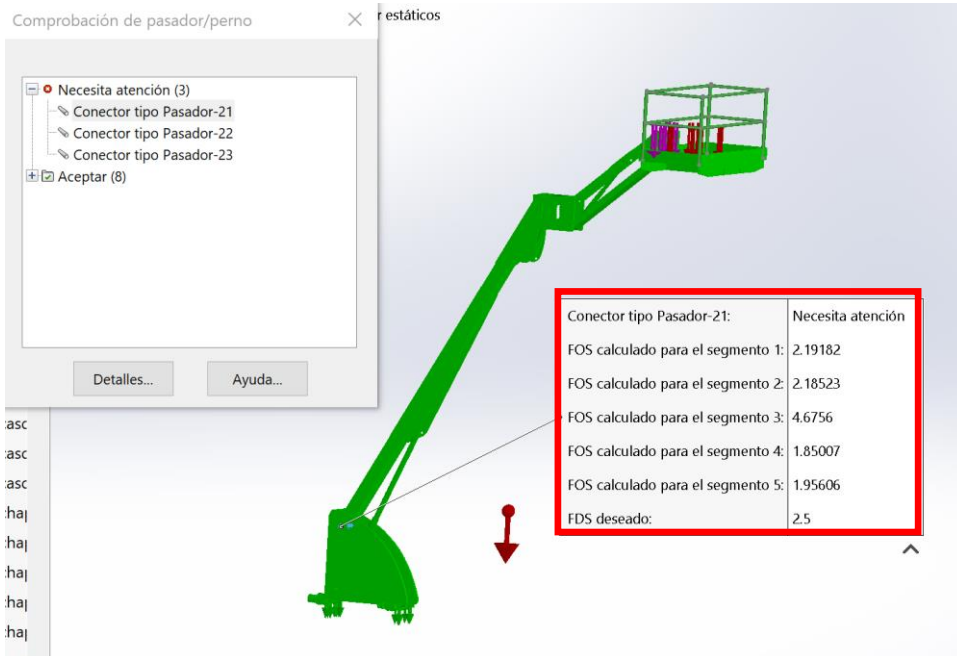 Comprobación de pasador/perno
r estáticos
Necesita atención (3)
Conector tipo Pasador-21
Conector tipo Pasador-22
Conector tipo Pasador-23
Aceptar (8)
Detalles...
Ayuda...
Conector tipo Pasador-21: Necesita atención
FOS calculado para el segmento 1: 2.19182
FOS calculado para el segmento 2: 2.18523
FOS calculado para el segmento 3: 4.6756
FOS calculado para el segmento 4: 1.85007
FOS calculado para el segmento 5: 1.95606
FDS deseado: 2.5